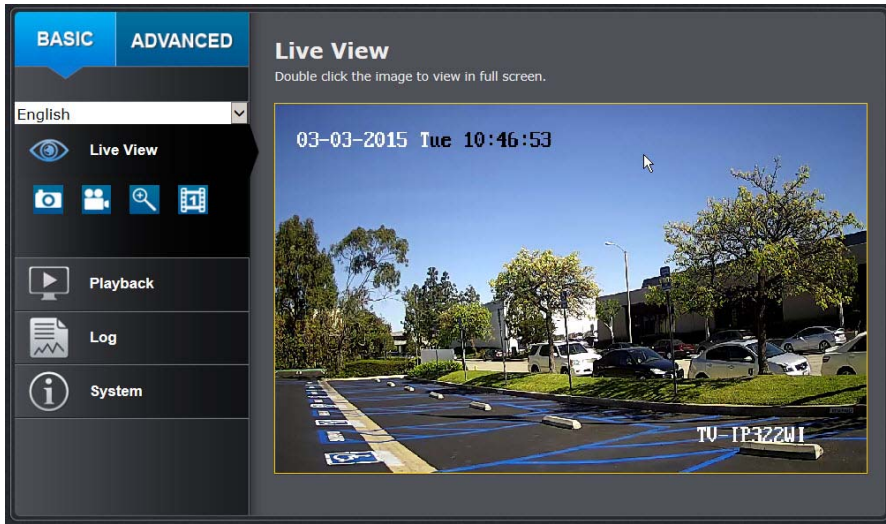 BASIC
ADVANCED
English
Live View
1
Playback
Log
System
Live View
Double click the image to view in full screen.
03-03-2015 Tue 10:46:53
TV-IP322WI